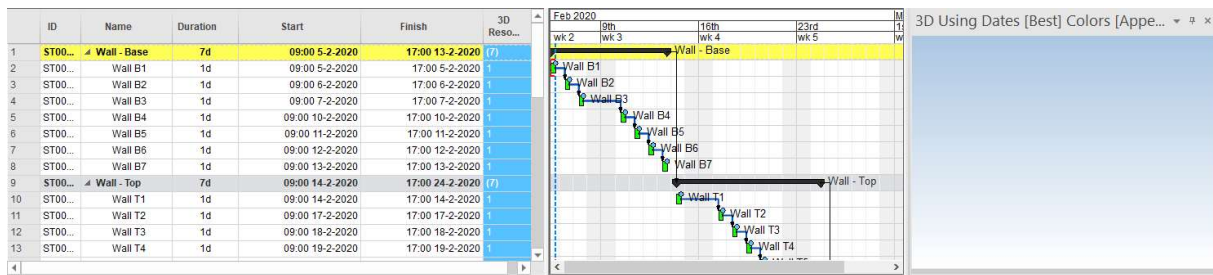 ID Name Duration Start Finish 3D Reso...
1 ST00... Wall - Base 7d 09:00 5-2-2020 17:00 13-2-2020 (7)
2 ST00... Wall B1 1d 09:00 5-2-2020 17:00 5-2-2020 1
3 ST00... Wall B2 1d 09:00 6-2-2020 17:00 6-2-2020 1
4 ST00... Wall B3 1d 09:00 7-2-2020 17:00 7-2-2020 1
5 ST00... Wall B4 1d 09:00 10-2-2020 17:00 10-2-2020 1
6 ST00... Wall B5 1d 09:00 11-2-2020 17:00 11-2-2020 1
7 ST00... Wall B6 1d 09:00 12-2-2020 17:00 12-2-2020 1
8 ST00... Wall B7 1d 09:00 13-2-2020 17:00 13-2-2020 1
9 ST00... Wall - Top 7d 09:00 14-2-2020 17:00 24-2-2020 (7)
10 ST00... Wall T1 1d 09:00 14-2-2020 17:00 14-2-2020 1
11 ST00... Wall T2 1d 09:00 17-2-2020 17:00 17-2-2020 1
12 ST00... Wall T3 1d 09:00 18-2-2020 17:00 18-2-2020 1
13 ST00... Wall T4 1d 09:00 19-2-2020 17:00 19-2-2020 1
Feb 2020
9th 16th 23rd
wk 2 wk 3 wk 4 wk 5
Wall - Base
Wall B1
Wall B2
Wall B3
Wall B4
Wall B5
Wall B6
Wall B7
Wall - Top
Wall T1
Wall T2
Wall T3
Wall T4
3D Using Dates [Best] Colors [Appe...